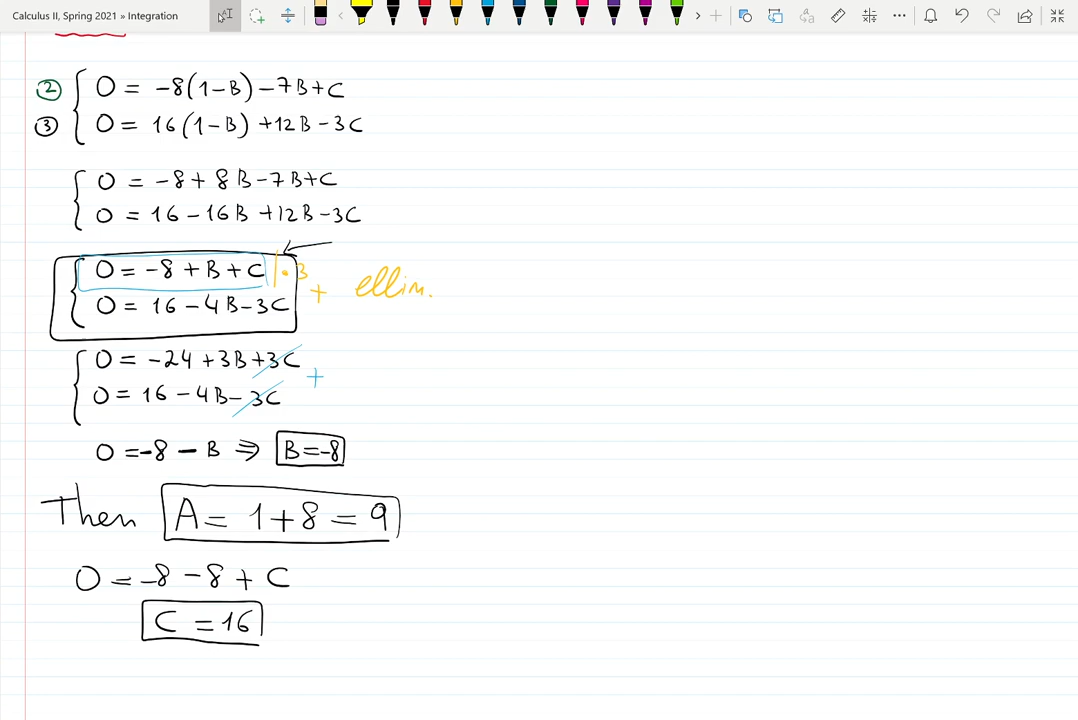 Calculus II, Spring 2021 » Integration
② { 0 = -8(1-B) -7B+C
③ { 0 = 16(1-B) +12B-3C
{ 0 = -8+8B-7B+C
{ 0 = 16-16B+12B-3C
{ 0 = -8+B+C |·3
{ 0 = 16-4B-3C + ellim.
{ 0 = -24+3B+3C
{ 0 = 16-4B-3C +
0 = -8 - B ⇒ B=-8
Then A = 1+8 = 9
0 = -8 -8 + C
C = 16